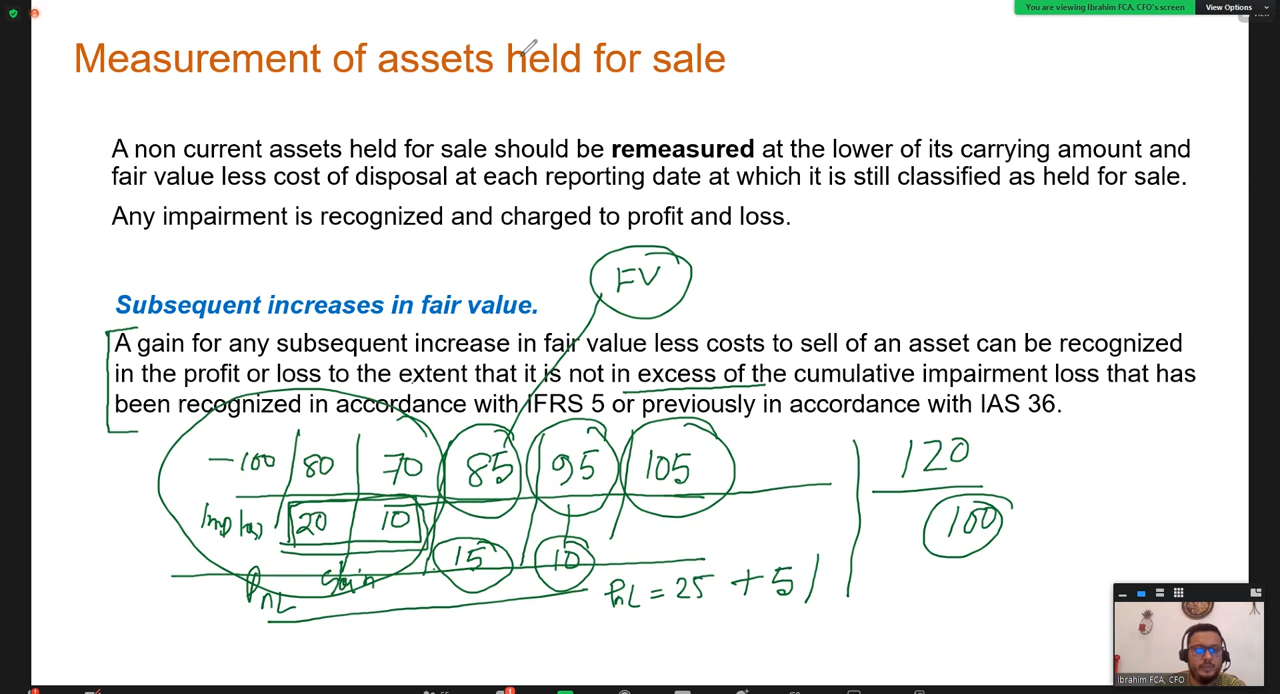 You are viewing Ibrahim FCA, CFO's screen
View Options
Measurement of assets held for sale
A non current assets held for sale should be remeasured at the lower of its carrying amount and
fair value less cost of disposal at each reporting date at which it is still classified as held for sale.
Any impairment is recognized and charged to profit and loss.
FV
Subsequent increases in fair value.
A gain for any subsequent increase in fair value less costs to sell of an asset can be recognized
in the profit or loss to the extent that it is not in excess of the cumulative impairment loss that has
been recognized in accordance with IFRS 5 or previously in accordance with IAS 36.
-100 80 70 85 95 105 120
Imp loss 20 10 100
15 10
PnL Gain PnL = 25 + 5
Ibrahim FCA, CFO